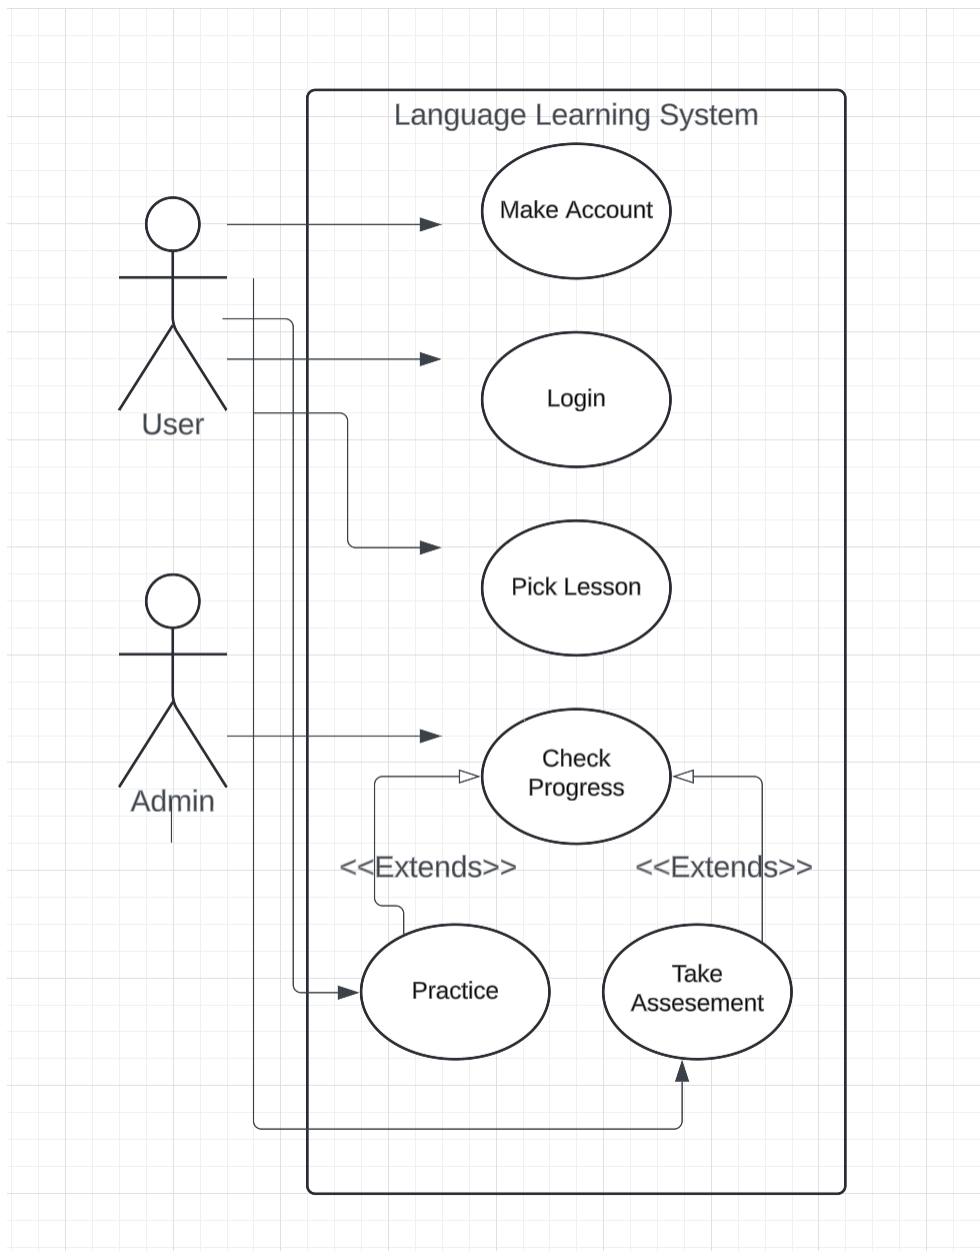 Language Learning System
Make Account
User
Login
Pick Lesson
Admin
Check
Progress
<<Extends>>
<<Extends>>
Practice
Take
Assesement